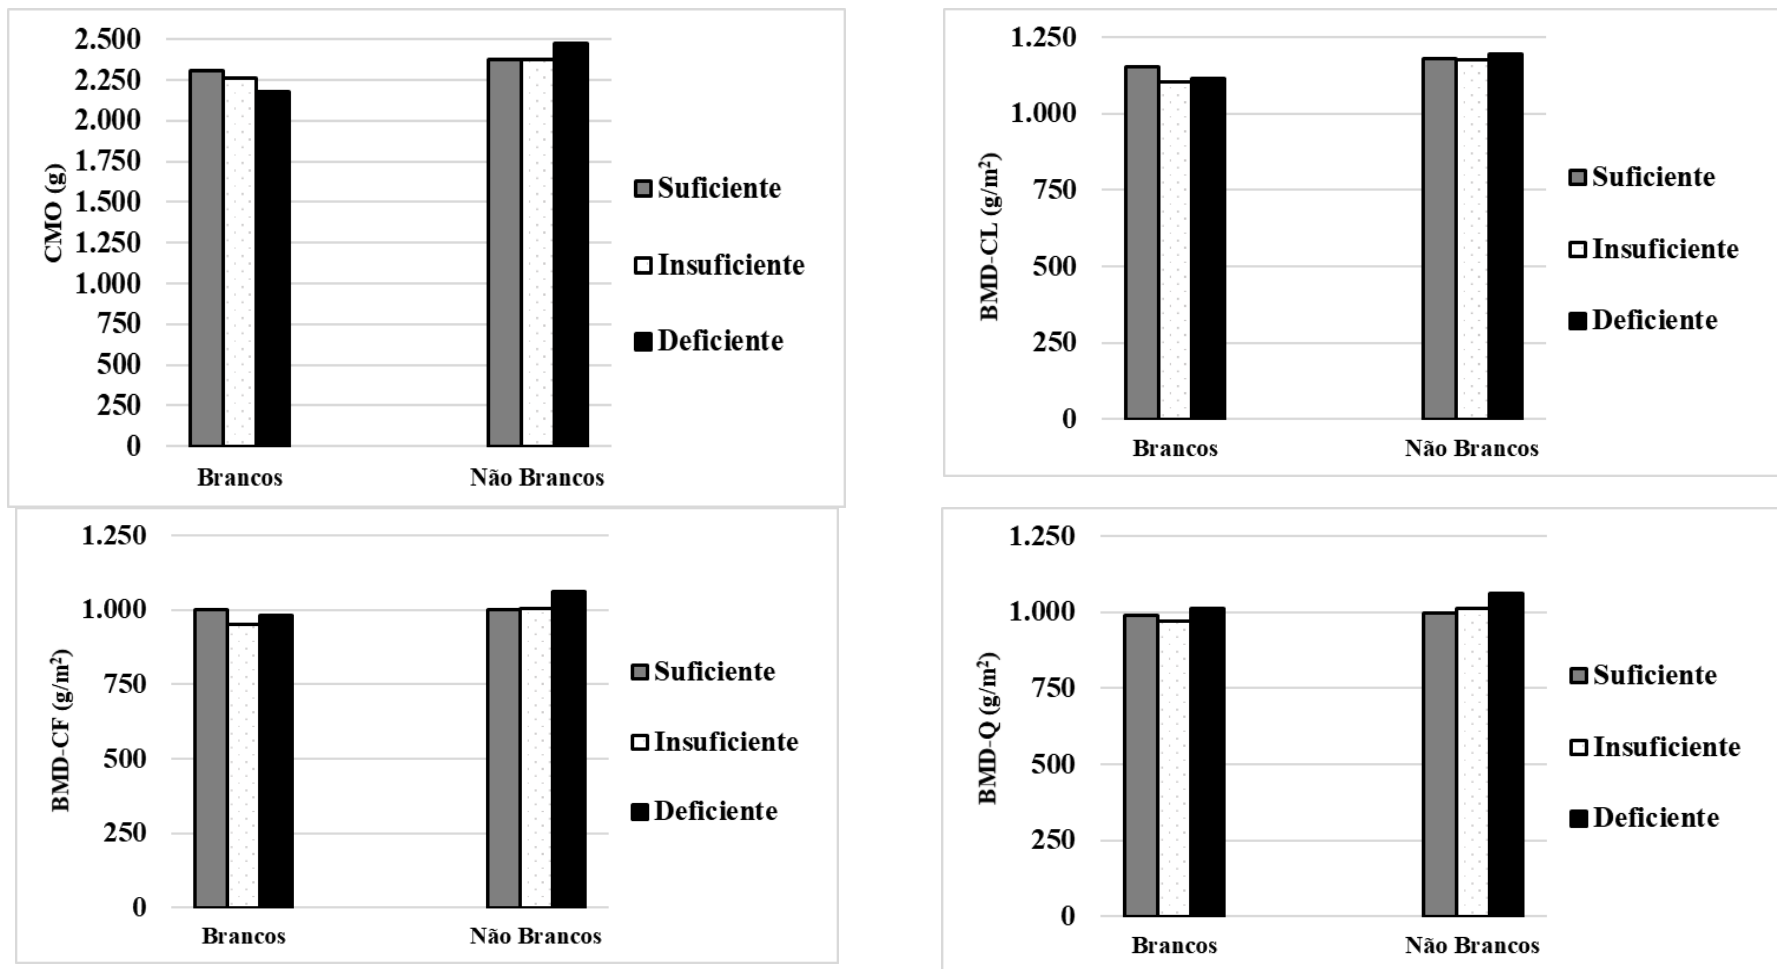 CMO (g)
2.500
2.250
2.000
1.750
1.500
1.250
1.000
750
500
250
0
Brancos
Não Brancos
Suficiente
Insuficiente
Deficiente
BMD-CL (g/m²)
1.250
1.000
750
500
250
0
Brancos
Não Brancos
Suficiente
Insuficiente
Deficiente
BMD-CF (g/m²)
1.250
1.000
750
500
250
0
Brancos
Não Brancos
Suficiente
Insuficiente
Deficiente
BMD-Q (g/m²)
1.250
1.000
750
500
250
0
Brancos
Não Brancos
Suficiente
Insuficiente
Deficiente